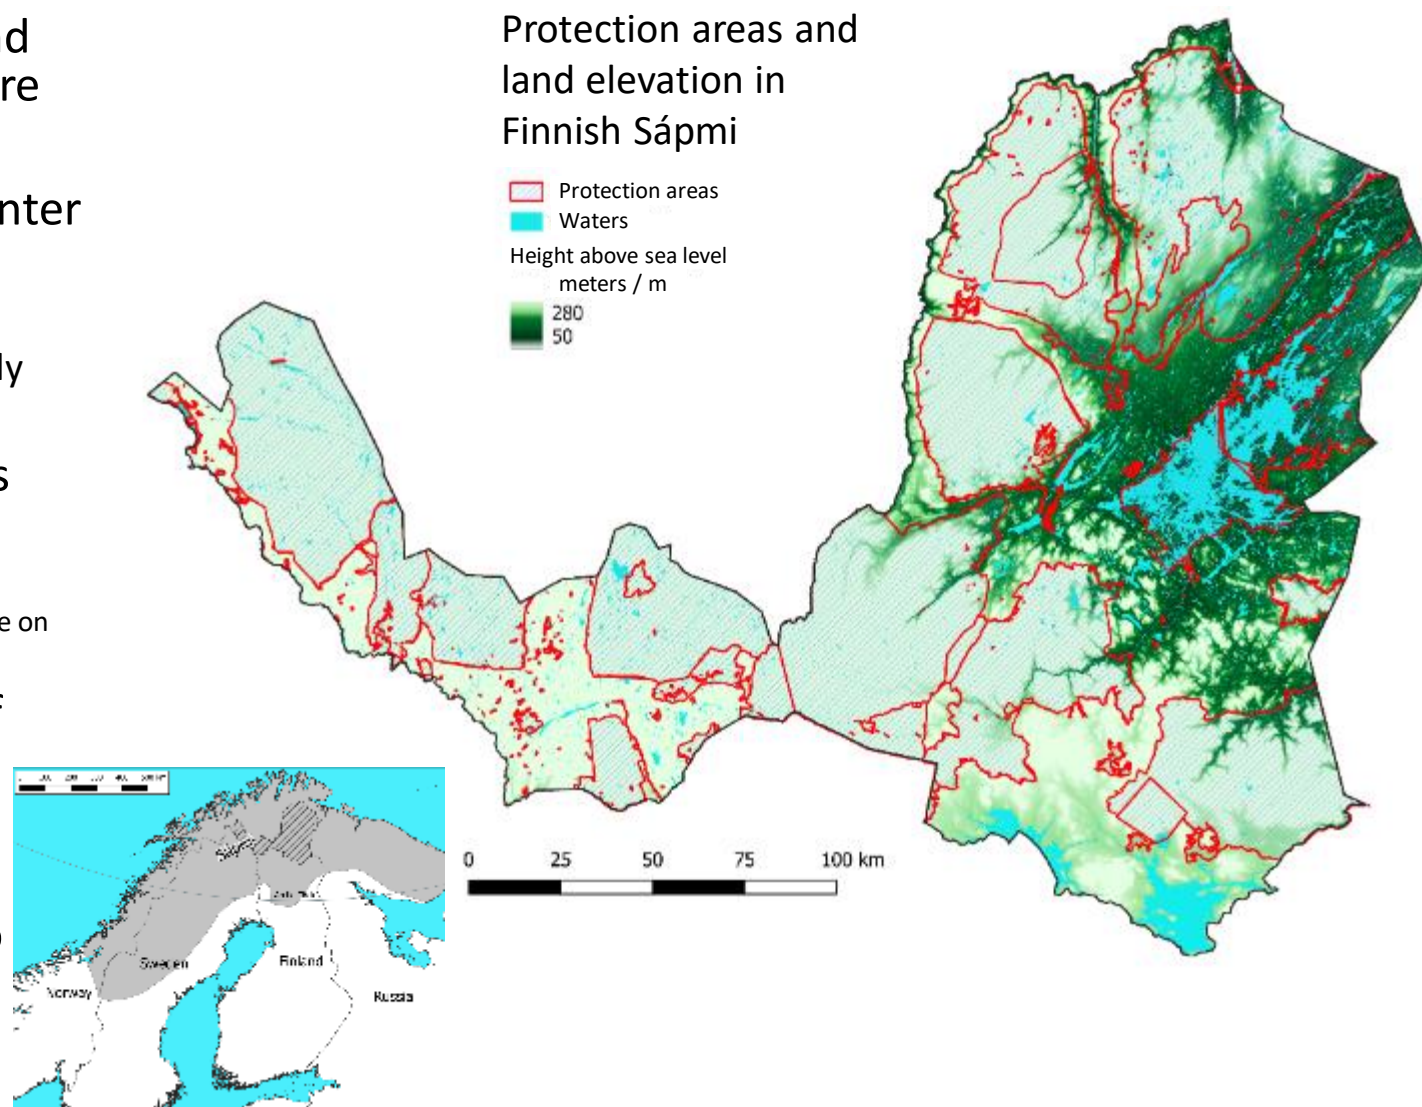 nd
re
nter
ly
s
e on
Protection areas and
land elevation in
Finnish Sápmi
Protection areas
Waters
Height above sea level
meters / m
280
50
0 25 50 75 100 km
Sweden
Finland
Norway
Russia